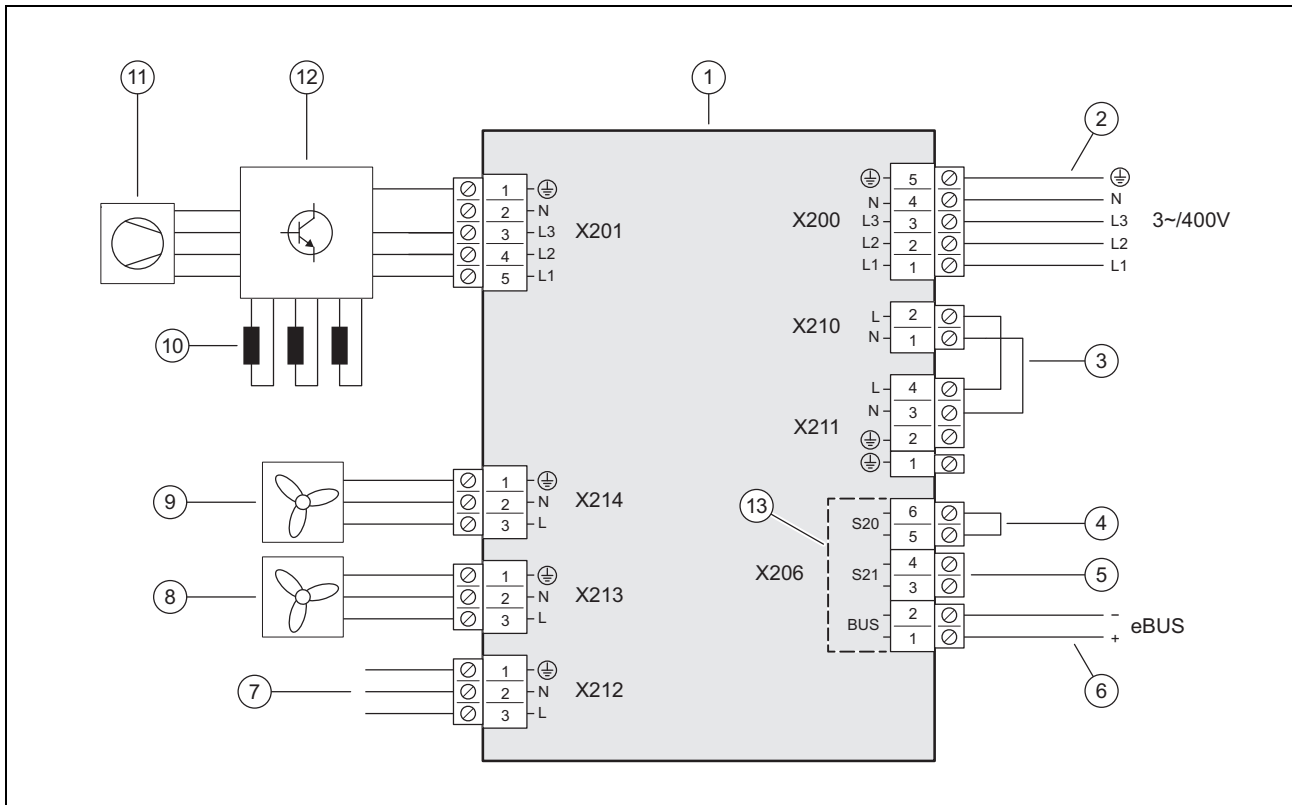 11
12
1
2
1
2 N
3 L3
4 L2
5 L1
X201
X200
5
N 4
L3 3
L2 2
L1 1
N
L3
L2
L1
3~/400V
10
X210
L 2
N 1
3
X211
L 4
N 3
2
1
9
1
2 N
3 L
X214
13
X206
S20
6
5
4
8
1
2 N
3 L
X213
S21
4
3
5
BUS
2
1
−
+
eBUS
7
1
2 N
3 L
X212
6